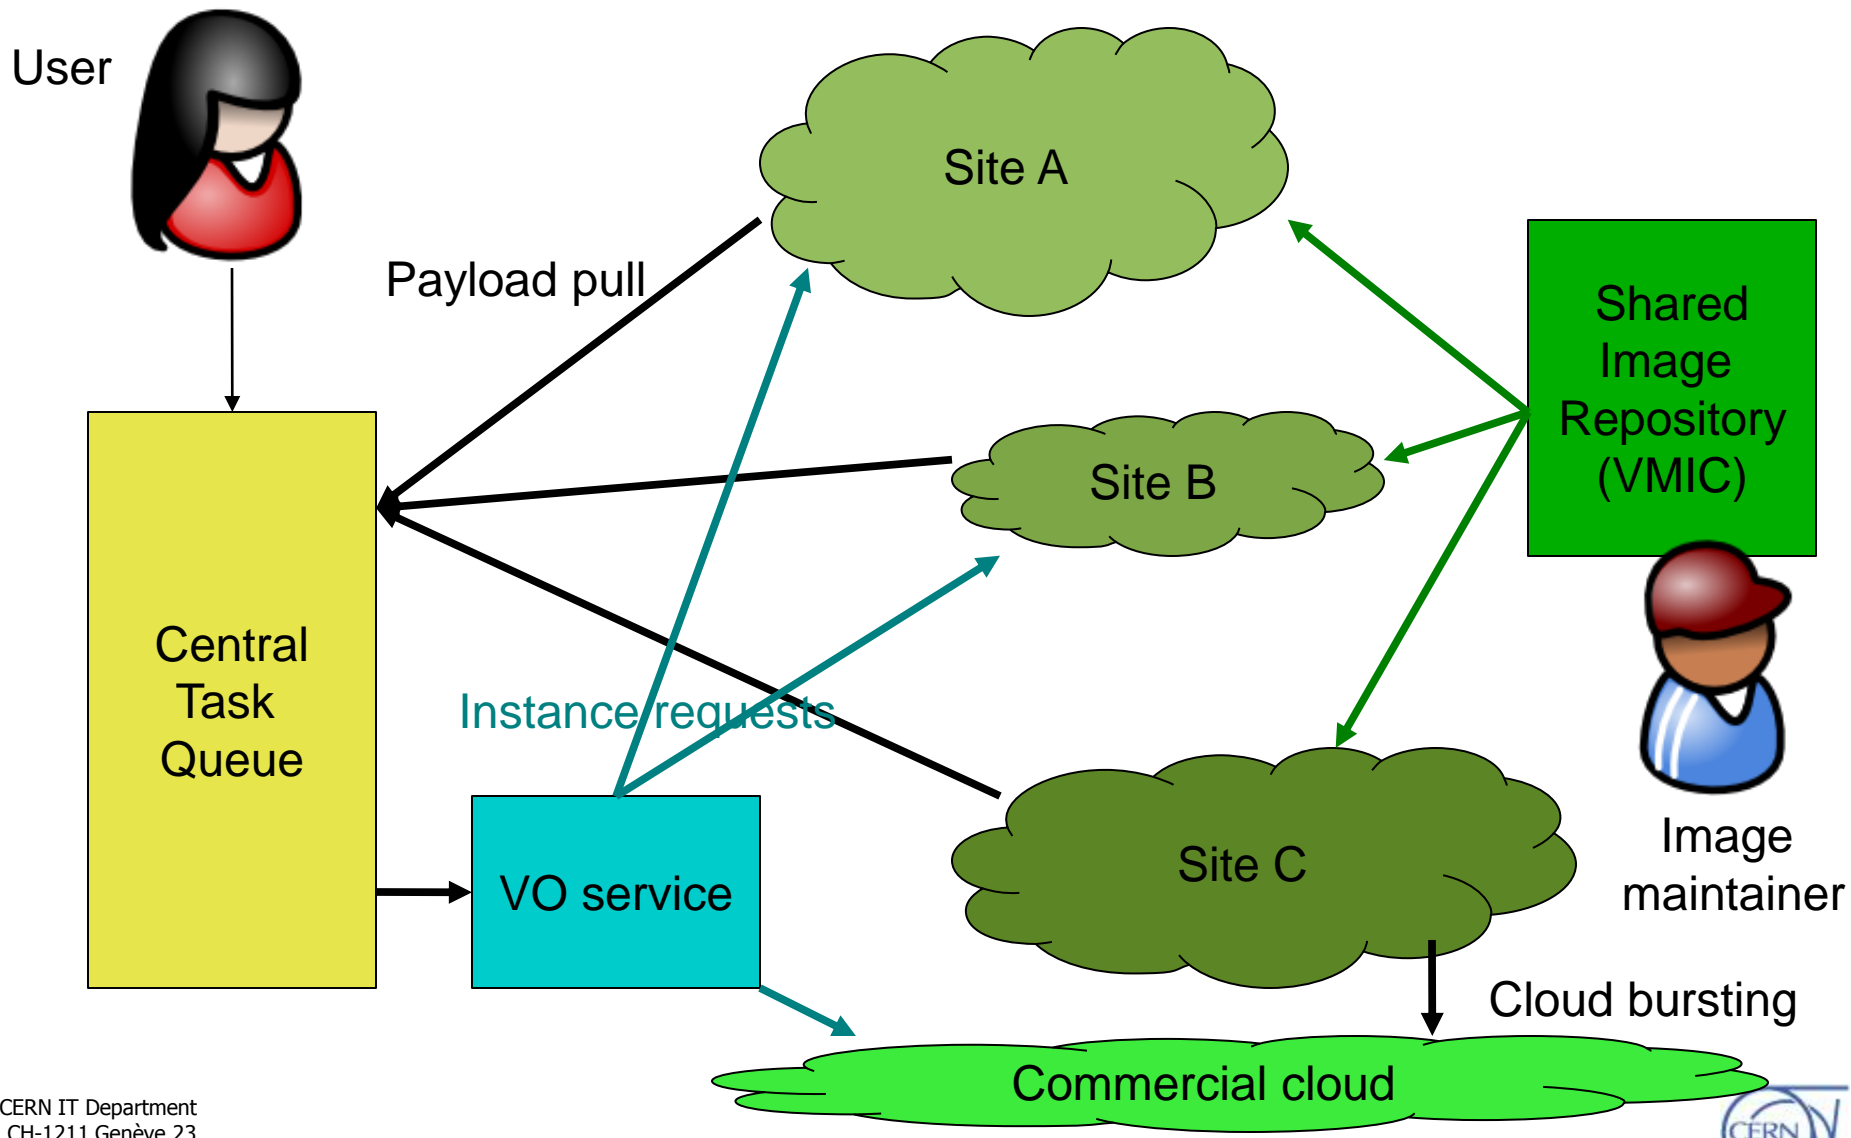 User
Site A
Payload pull
Shared
Image
Repository
(VMIC)
Site B
Central
Task
Queue
Instance requests
VO service
Site C
Image
maintainer
Cloud bursting
Commercial cloud
CERN IT Department
CH-1211 Genève 23
CERN